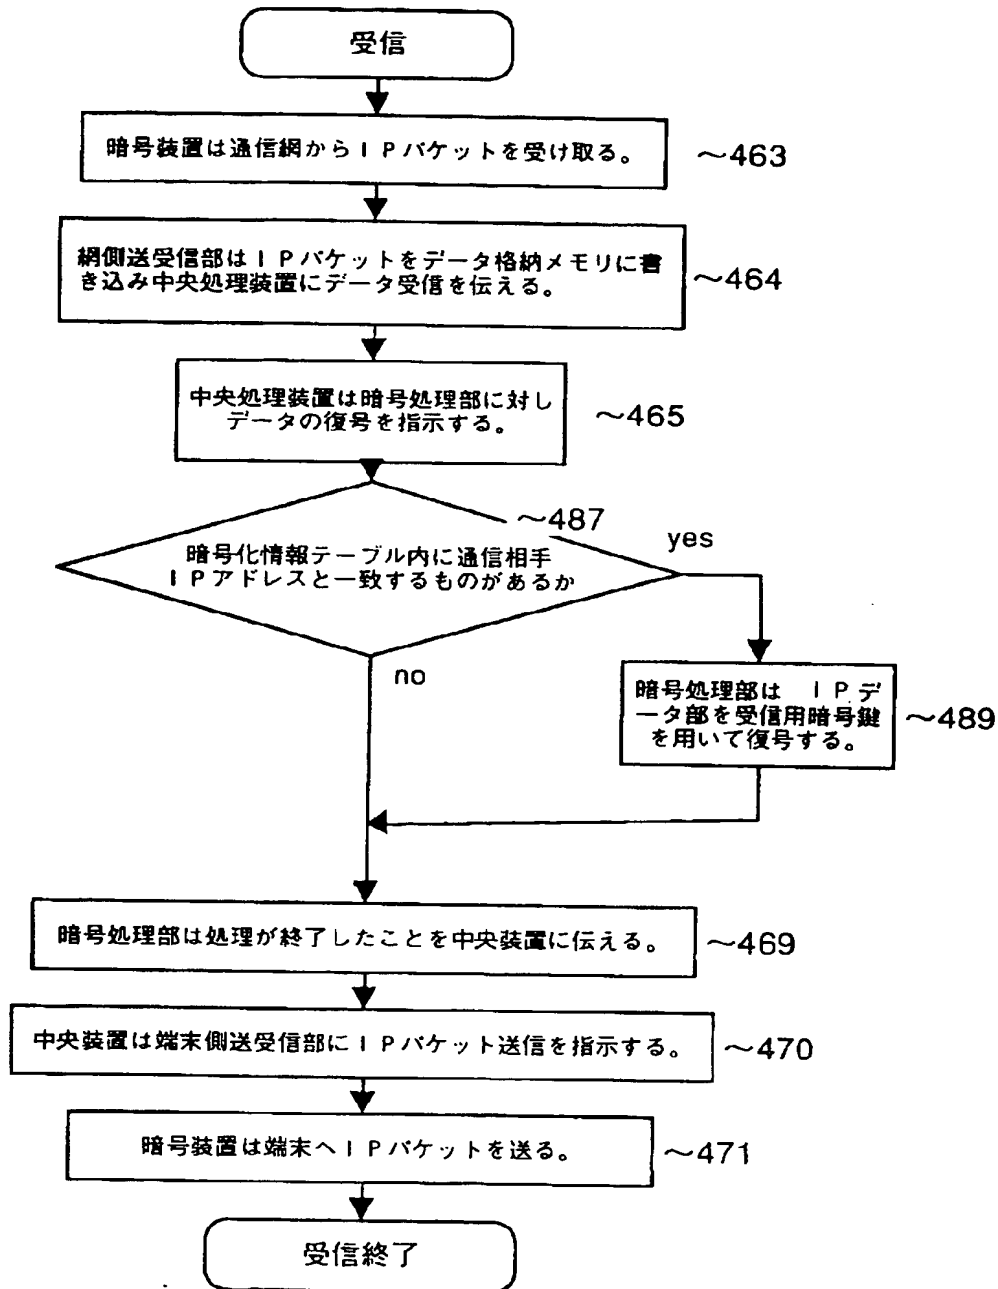 受信
暗号装置は通信網からIPパケットを受け取る。
〜463
網側送受信部はIPパケットをデータ格納メモリに書
き込み中央処理装置にデータ受信を伝える。
〜464
中央処理装置は暗号処理部に対し
データの復号を指示する。
〜465
〜487
暗号化情報テーブル内に通信相手
IPアドレスと一致するものがあるか
yes
no
暗号処理部は IPデ
ータ部を受信用暗号鍵
を用いて復号する。
〜489
暗号処理部は処理が終了したことを中央装置に伝える。
〜469
中央装置は端末側送受信部にIPパケット送信を指示する。
〜470
暗号装置は端末へIPパケットを送る。
〜471
受信終了